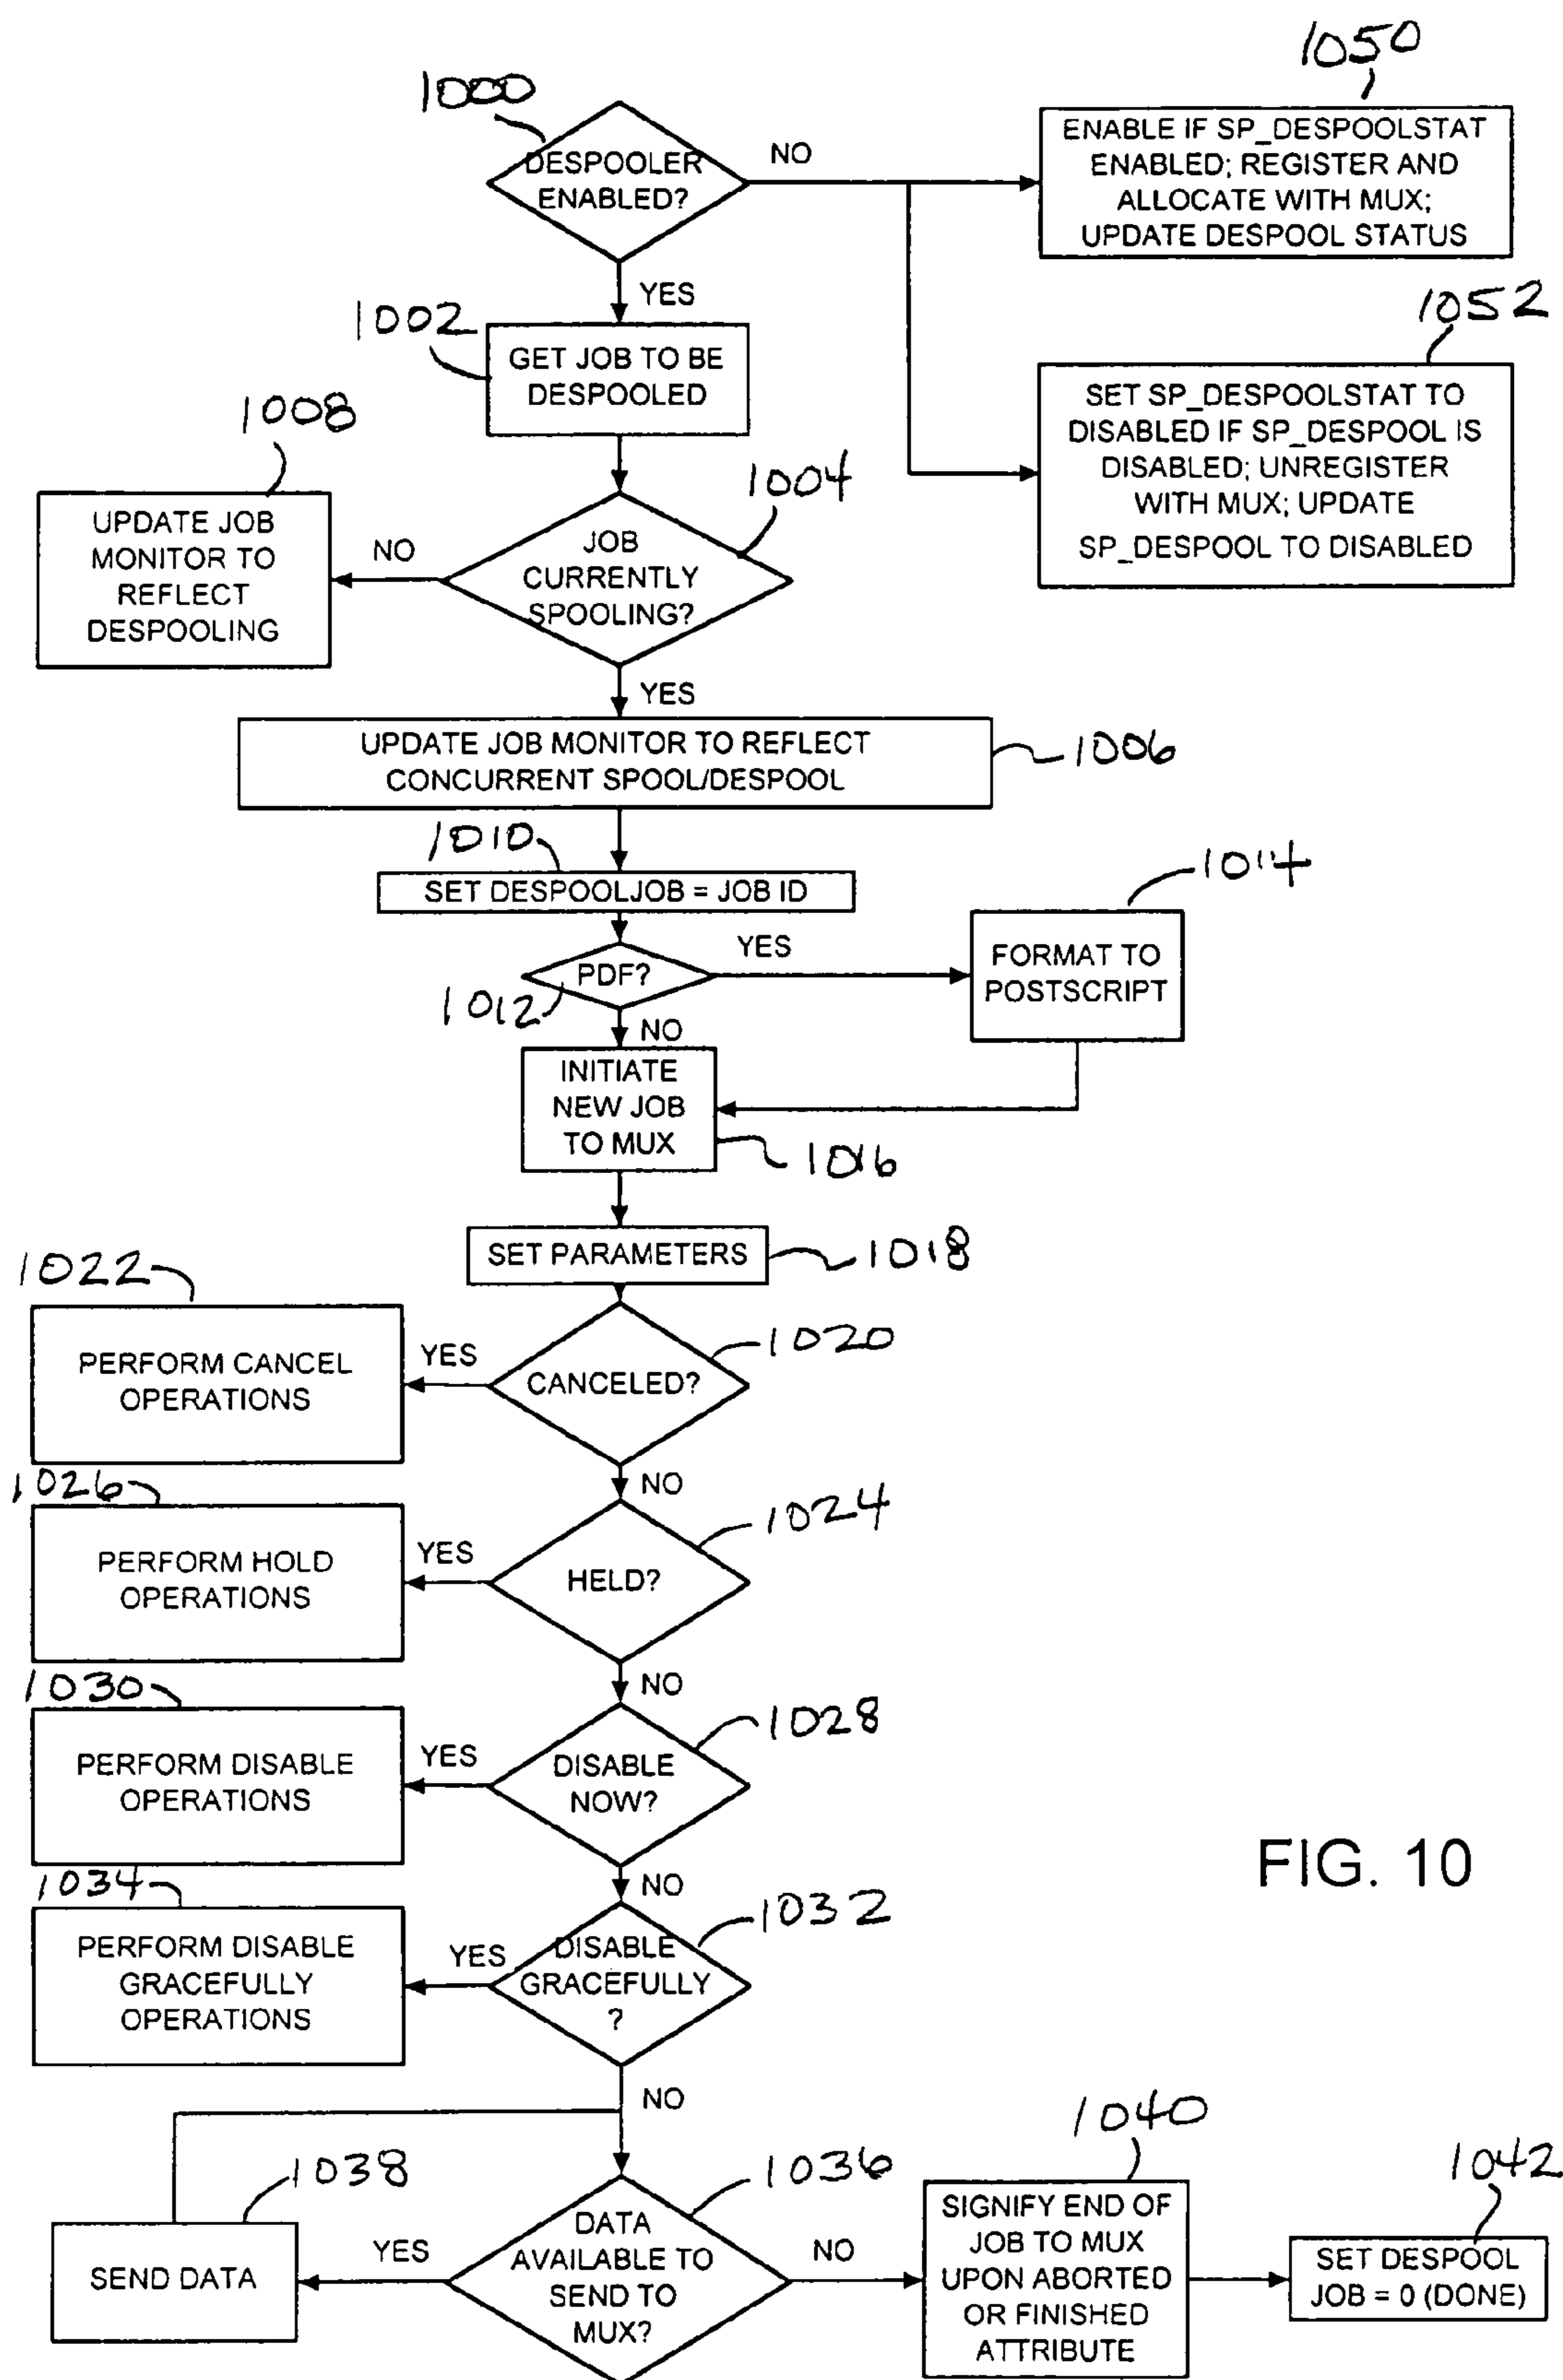 1050
1000
DESPOOLER
ENABLED?
NO
ENABLE IF SP_DESPOOLSTAT
ENABLED; REGISTER AND
ALLOCATE WITH MUX;
UPDATE DESPOOL STATUS
YES
1052
1002
GET JOB TO BE
DESPOOLED
SET SP_DESPOOLSTAT TO
DISABLED IF SP_DESPOOL IS
DISABLED; UNREGISTER
WITH MUX; UPDATE
SP_DESPOOL TO DISABLED
1008
1004
UPDATE JOB
MONITOR TO
REFLECT
DESPOOLING
NO
JOB
CURRENTLY
SPOOLING?
YES
UPDATE JOB MONITOR TO REFLECT
CONCURRENT SPOOL/DESPOOL
1006
1010
SET DESPOOLJOB = JOB ID
1014
PDF?
YES
1012
FORMAT TO
POSTSCRIPT
NO
INITIATE
NEW JOB
TO MUX
1016
SET PARAMETERS
1018
1022
PERFORM CANCEL
OPERATIONS
YES
CANCELED?
1020
NO
1026
PERFORM HOLD
OPERATIONS
YES
HELD?
1024
NO
1030
PERFORM DISABLE
OPERATIONS
YES
DISABLE
NOW?
1028
NO
FIG. 10
1034
PERFORM DISABLE
GRACEFULLY
OPERATIONS
YES
DISABLE
GRACEFULLY
?
1032
NO
1038
SEND DATA
YES
DATA
AVAILABLE TO
SEND TO
MUX?
1036
NO
1040
SIGNIFY END OF
JOB TO MUX
UPON ABORTED
OR FINISHED
ATTRIBUTE
1042
SET DESPOOL
JOB = 0 (DONE)